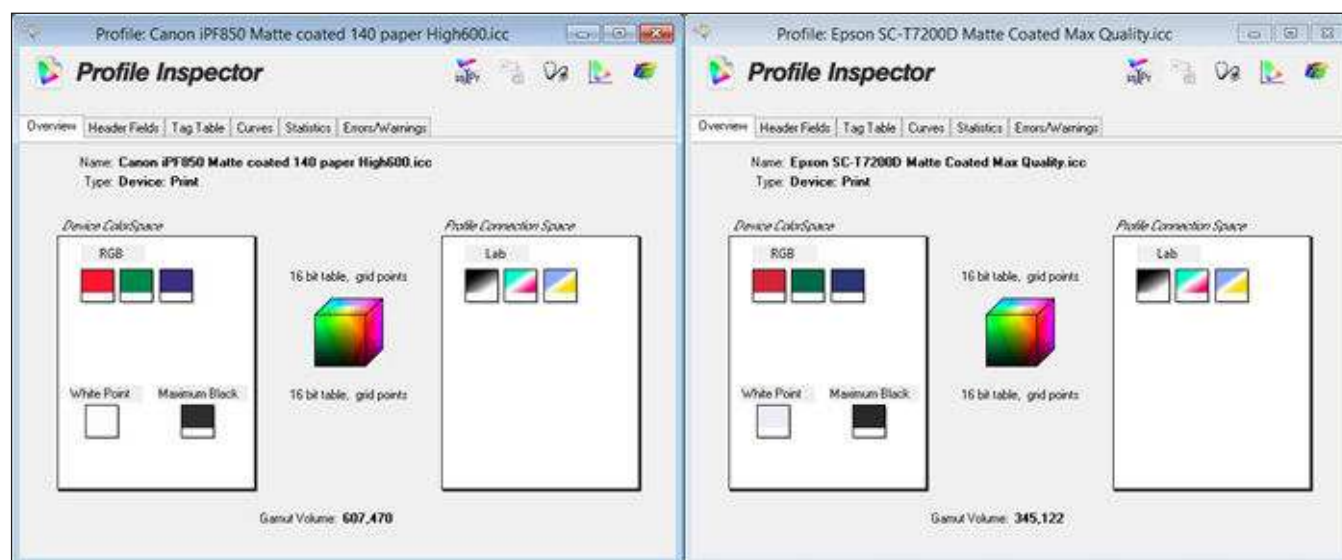 Profile: Canon iPF850 Matte coated 140 paper High600.icc
Profile Inspector
Overview Header Fields Tag Table Curves Statistics Errors/Warnings
Name: Canon iPF850 Matte coated 140 paper High600.icc
Type: Device: Print
Device ColorSpace
Profile Connection Space
RGB
Lab
16 bit table, grid points
White Point
Maximum Black
16 bit table, grid points
Gamut Volume: 607,470
Profile: Epson SC-T7200D Matte Coated Max Quality.icc
Profile Inspector
Overview Header Fields Tag Table Curves Statistics Errors/Warnings
Name: Epson SC-T7200D Matte Coated Max Quality.icc
Type: Device: Print
Device ColorSpace
Profile Connection Space
RGB
Lab
16 bit table, grid points
White Point
Maximum Black
16 bit table, grid points
Gamut Volume: 345,122